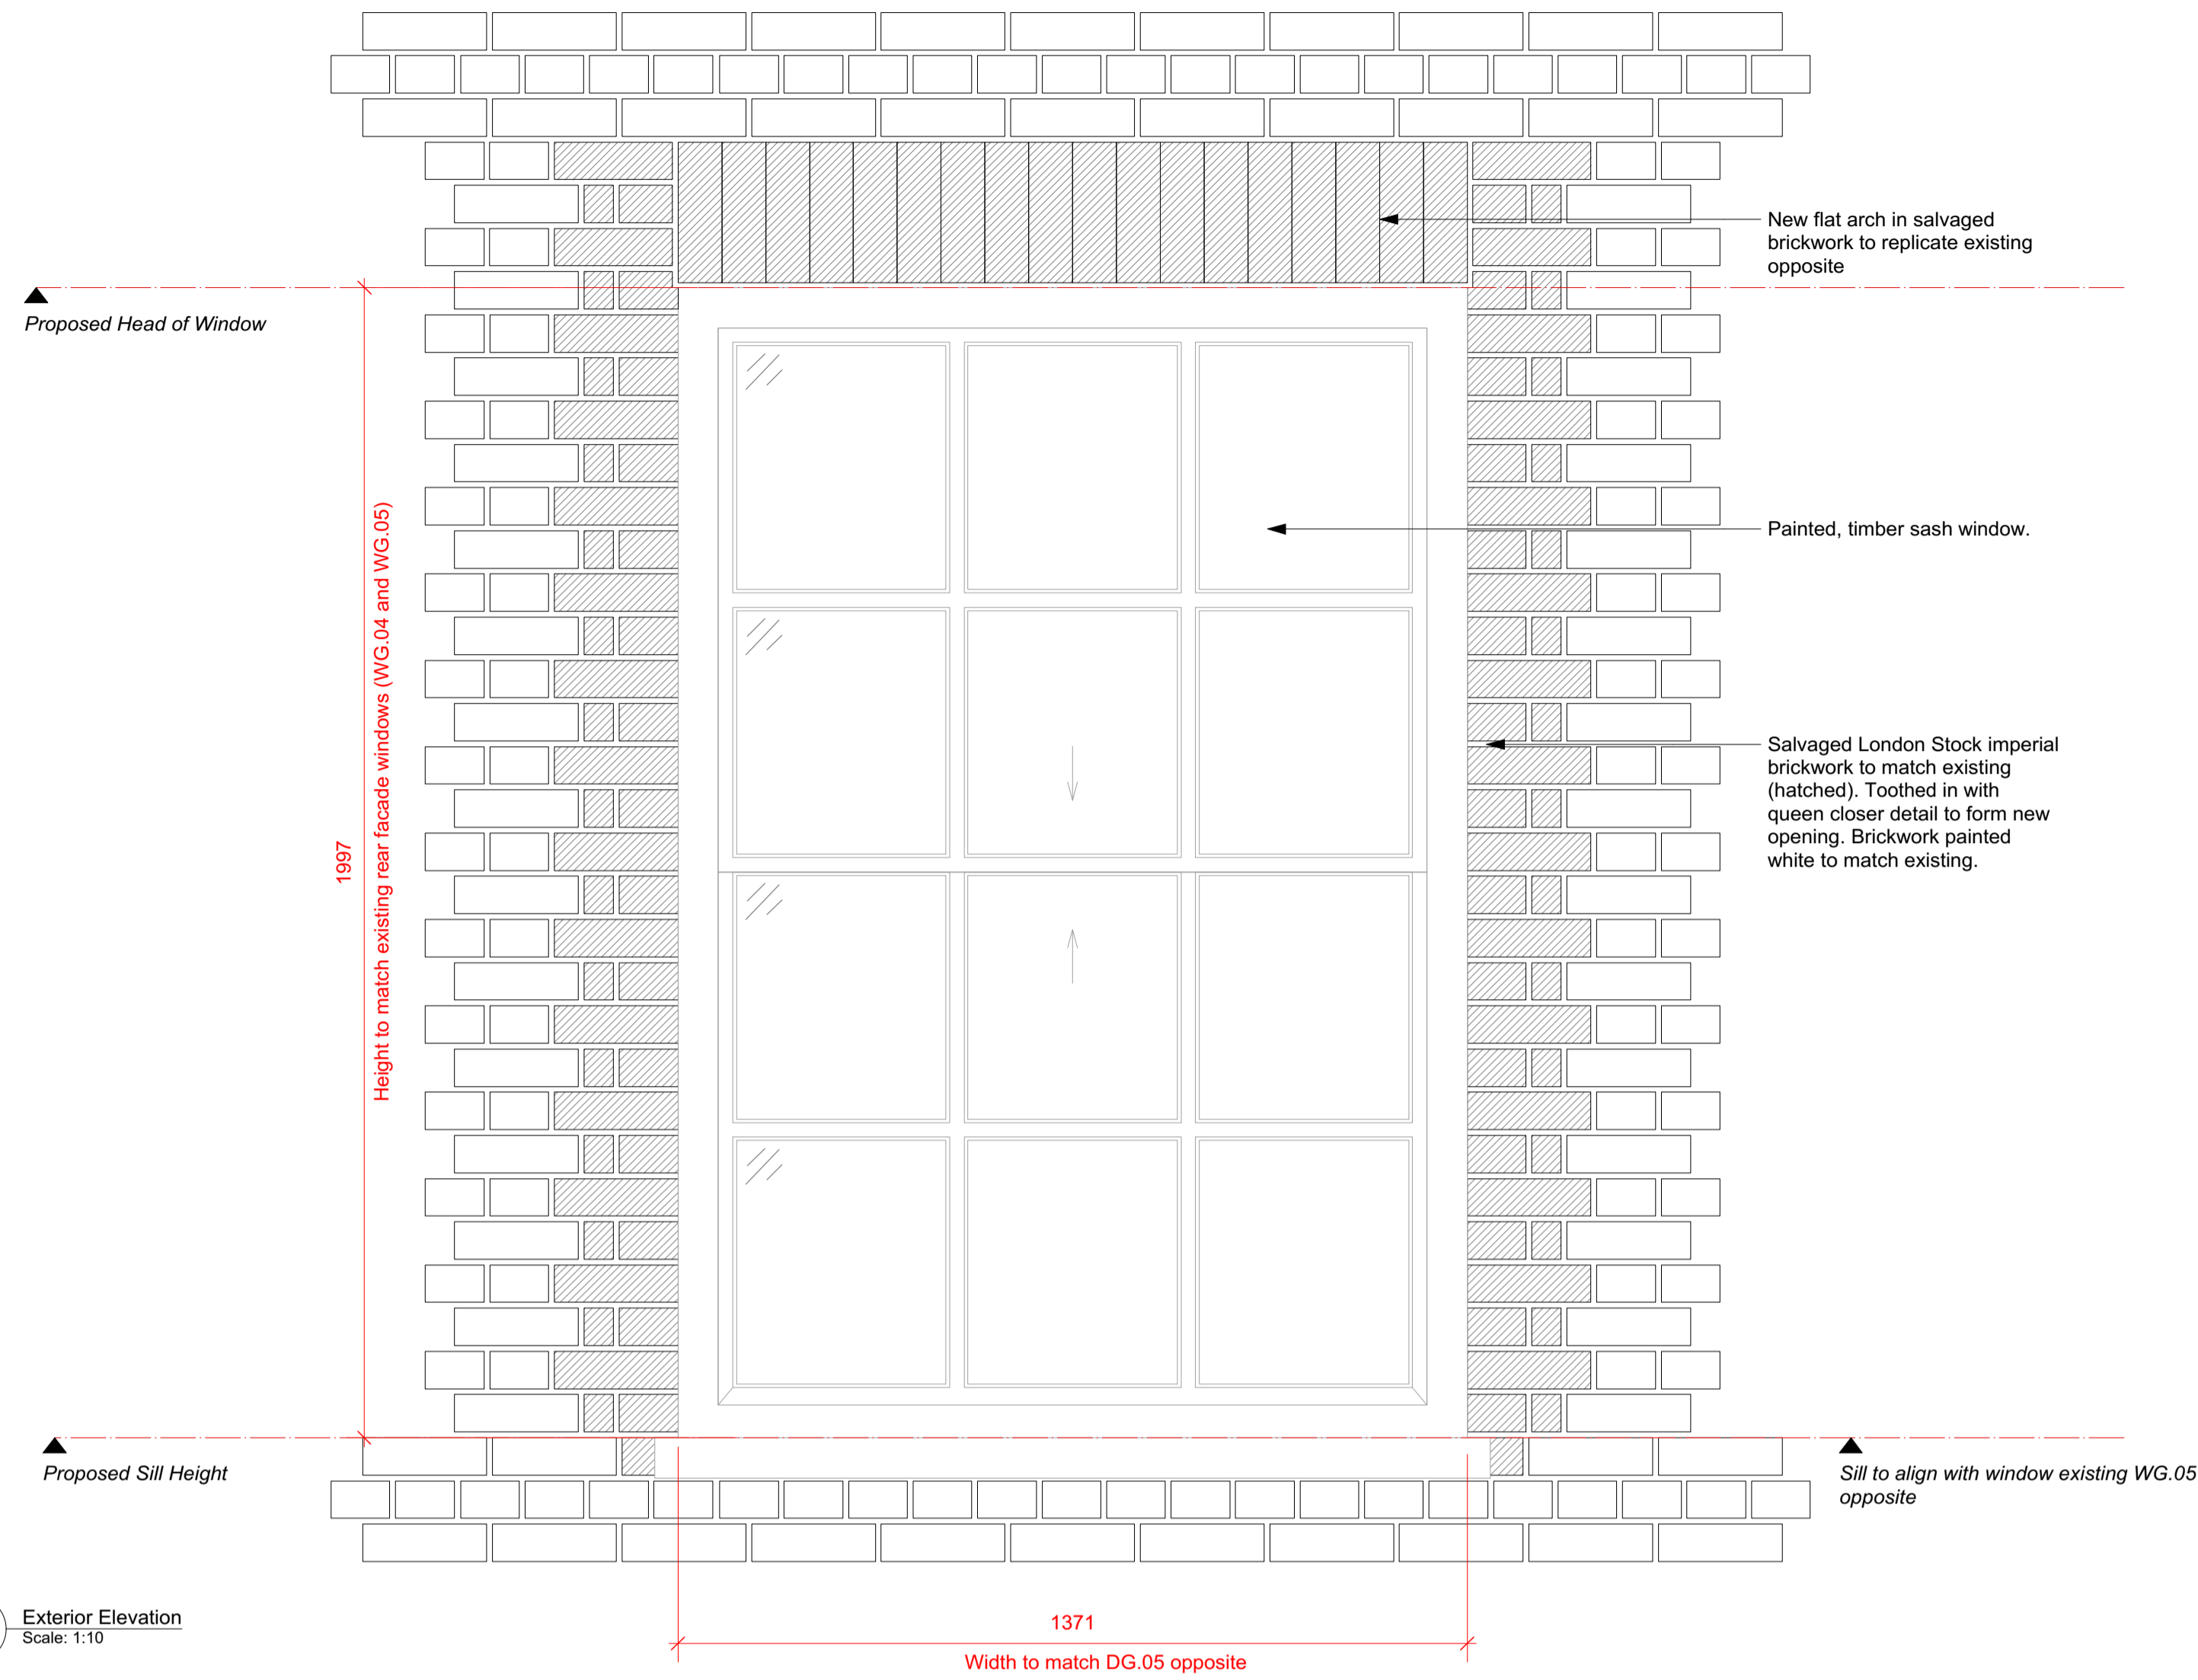 New flat arch in salvaged
brickwork to replicate existing
opposite
Proposed Head of Window
Painted, timber sash window.
Height to match existing rear facade windows (WG.04 and WG.05)
1997
Salvaged London Stock imperial
brickwork to match existing
(hatched). Toothed in with
queen closer detail to form new
opening. Brickwork painted
white to match existing.
Proposed Sill Height
Sill to align with window existing WG.05
opposite
Exterior Elevation
Scale: 1:10
1371
Width to match DG.05 opposite